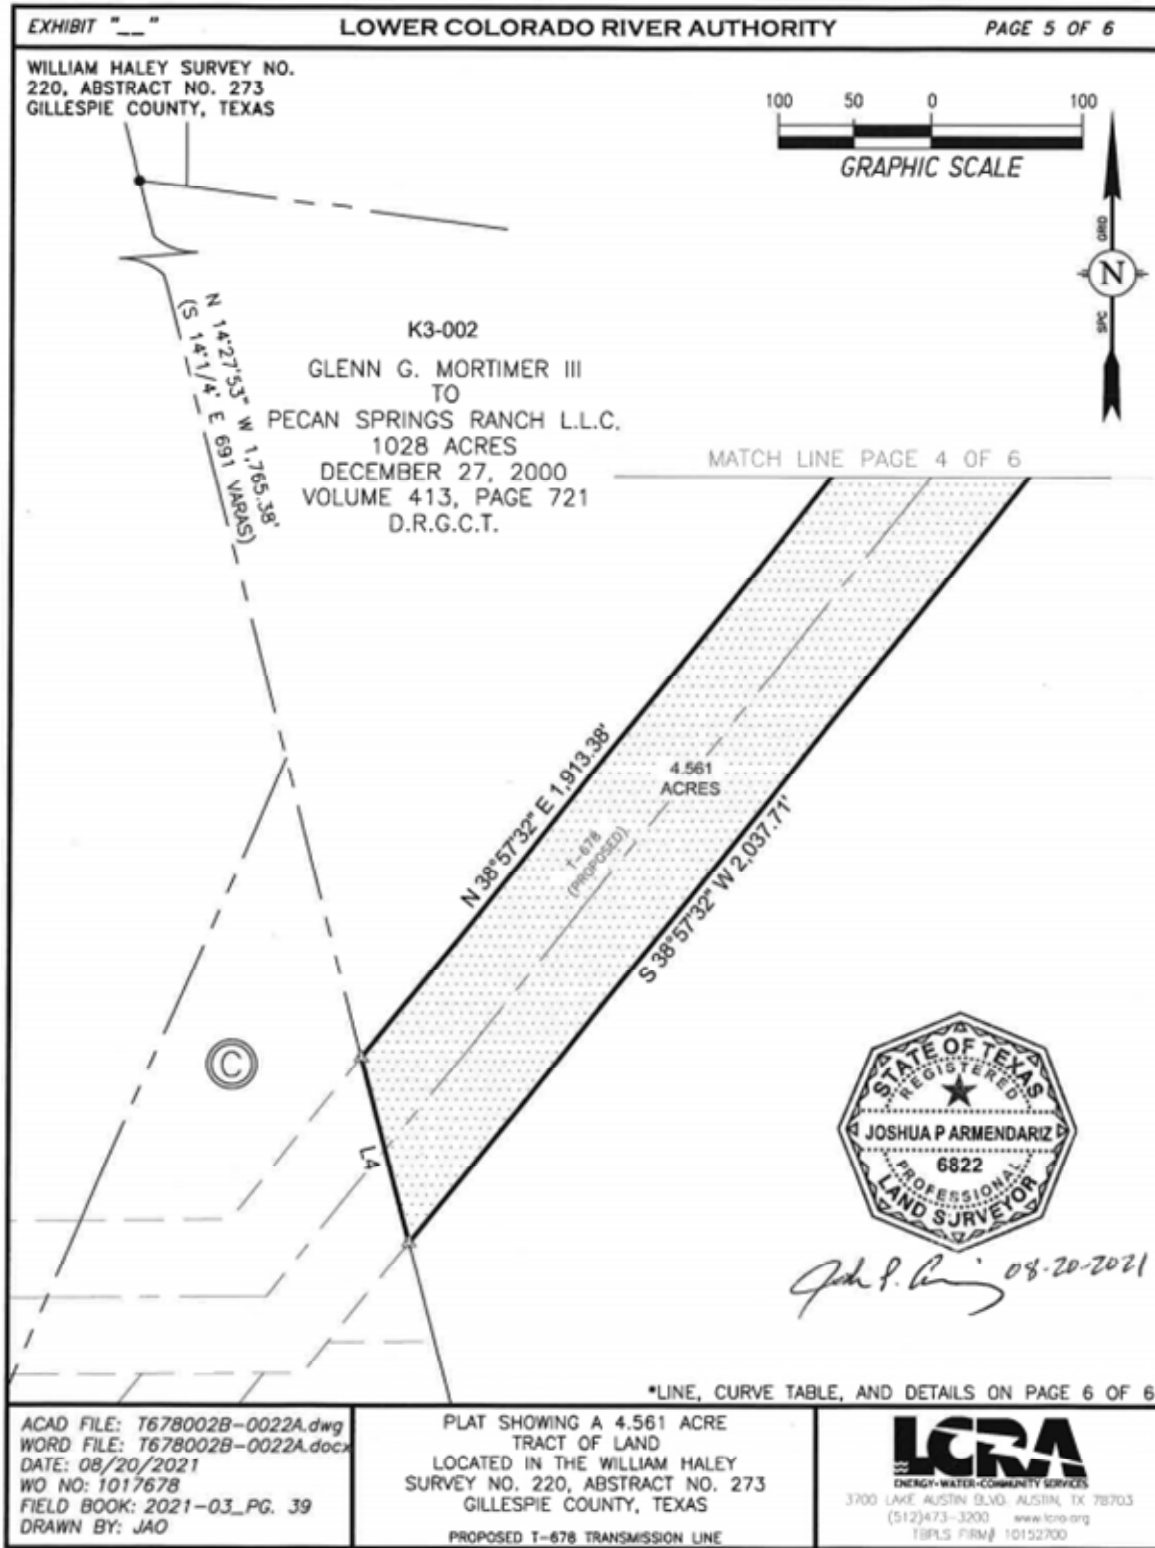 EXHIBIT "__"
LOWER COLORADO RIVER AUTHORITY
PAGE 5 OF 6
WILLIAM HALEY SURVEY NO.
220, ABSTRACT NO. 273
GILLESPIE COUNTY, TEXAS
100 50 0 100
GRAPHIC SCALE
GRID
N
SPC
N 14°27'53" W 1,765.38'
(S 14°1/4' E 691 VARAS)
K3-002
GLENN G. MORTIMER III
TO
PECAN SPRINGS RANCH L.L.C.
1028 ACRES
DECEMBER 27, 2000
VOLUME 413, PAGE 721
D.R.G.C.T.
MATCH LINE PAGE 4 OF 6
N 38°57'32" E 1,913.38'
4.561
ACRES
T-678
(PROPOSED)
S 38°57'32" W 2,037.71'
C
L4
STATE OF TEXAS
REGISTERED
JOSHUA P ARMENDARIZ
6822
PROFESSIONAL
LAND SURVEYOR
08-20-2021
*LINE, CURVE TABLE, AND DETAILS ON PAGE 6 OF 6
ACAD FILE: T678002B-0022A.dwg
WORD FILE: T678002B-0022A.docx
DATE: 08/20/2021
WO NO: 1017678
FIELD BOOK: 2021-03_PG. 39
DRAWN BY: JAO
PLAT SHOWING A 4.561 ACRE
TRACT OF LAND
LOCATED IN THE WILLIAM HALEY
SURVEY NO. 220, ABSTRACT NO. 273
GILLESPIE COUNTY, TEXAS
PROPOSED T-678 TRANSMISSION LINE
LCRA
ENERGY•WATER•COMMUNITY SERVICES
3700 LAKE AUSTIN BLVD. AUSTIN, TX 78703
(512)473-3200 www.lcra.org
TBPLS FIRM# 10152700